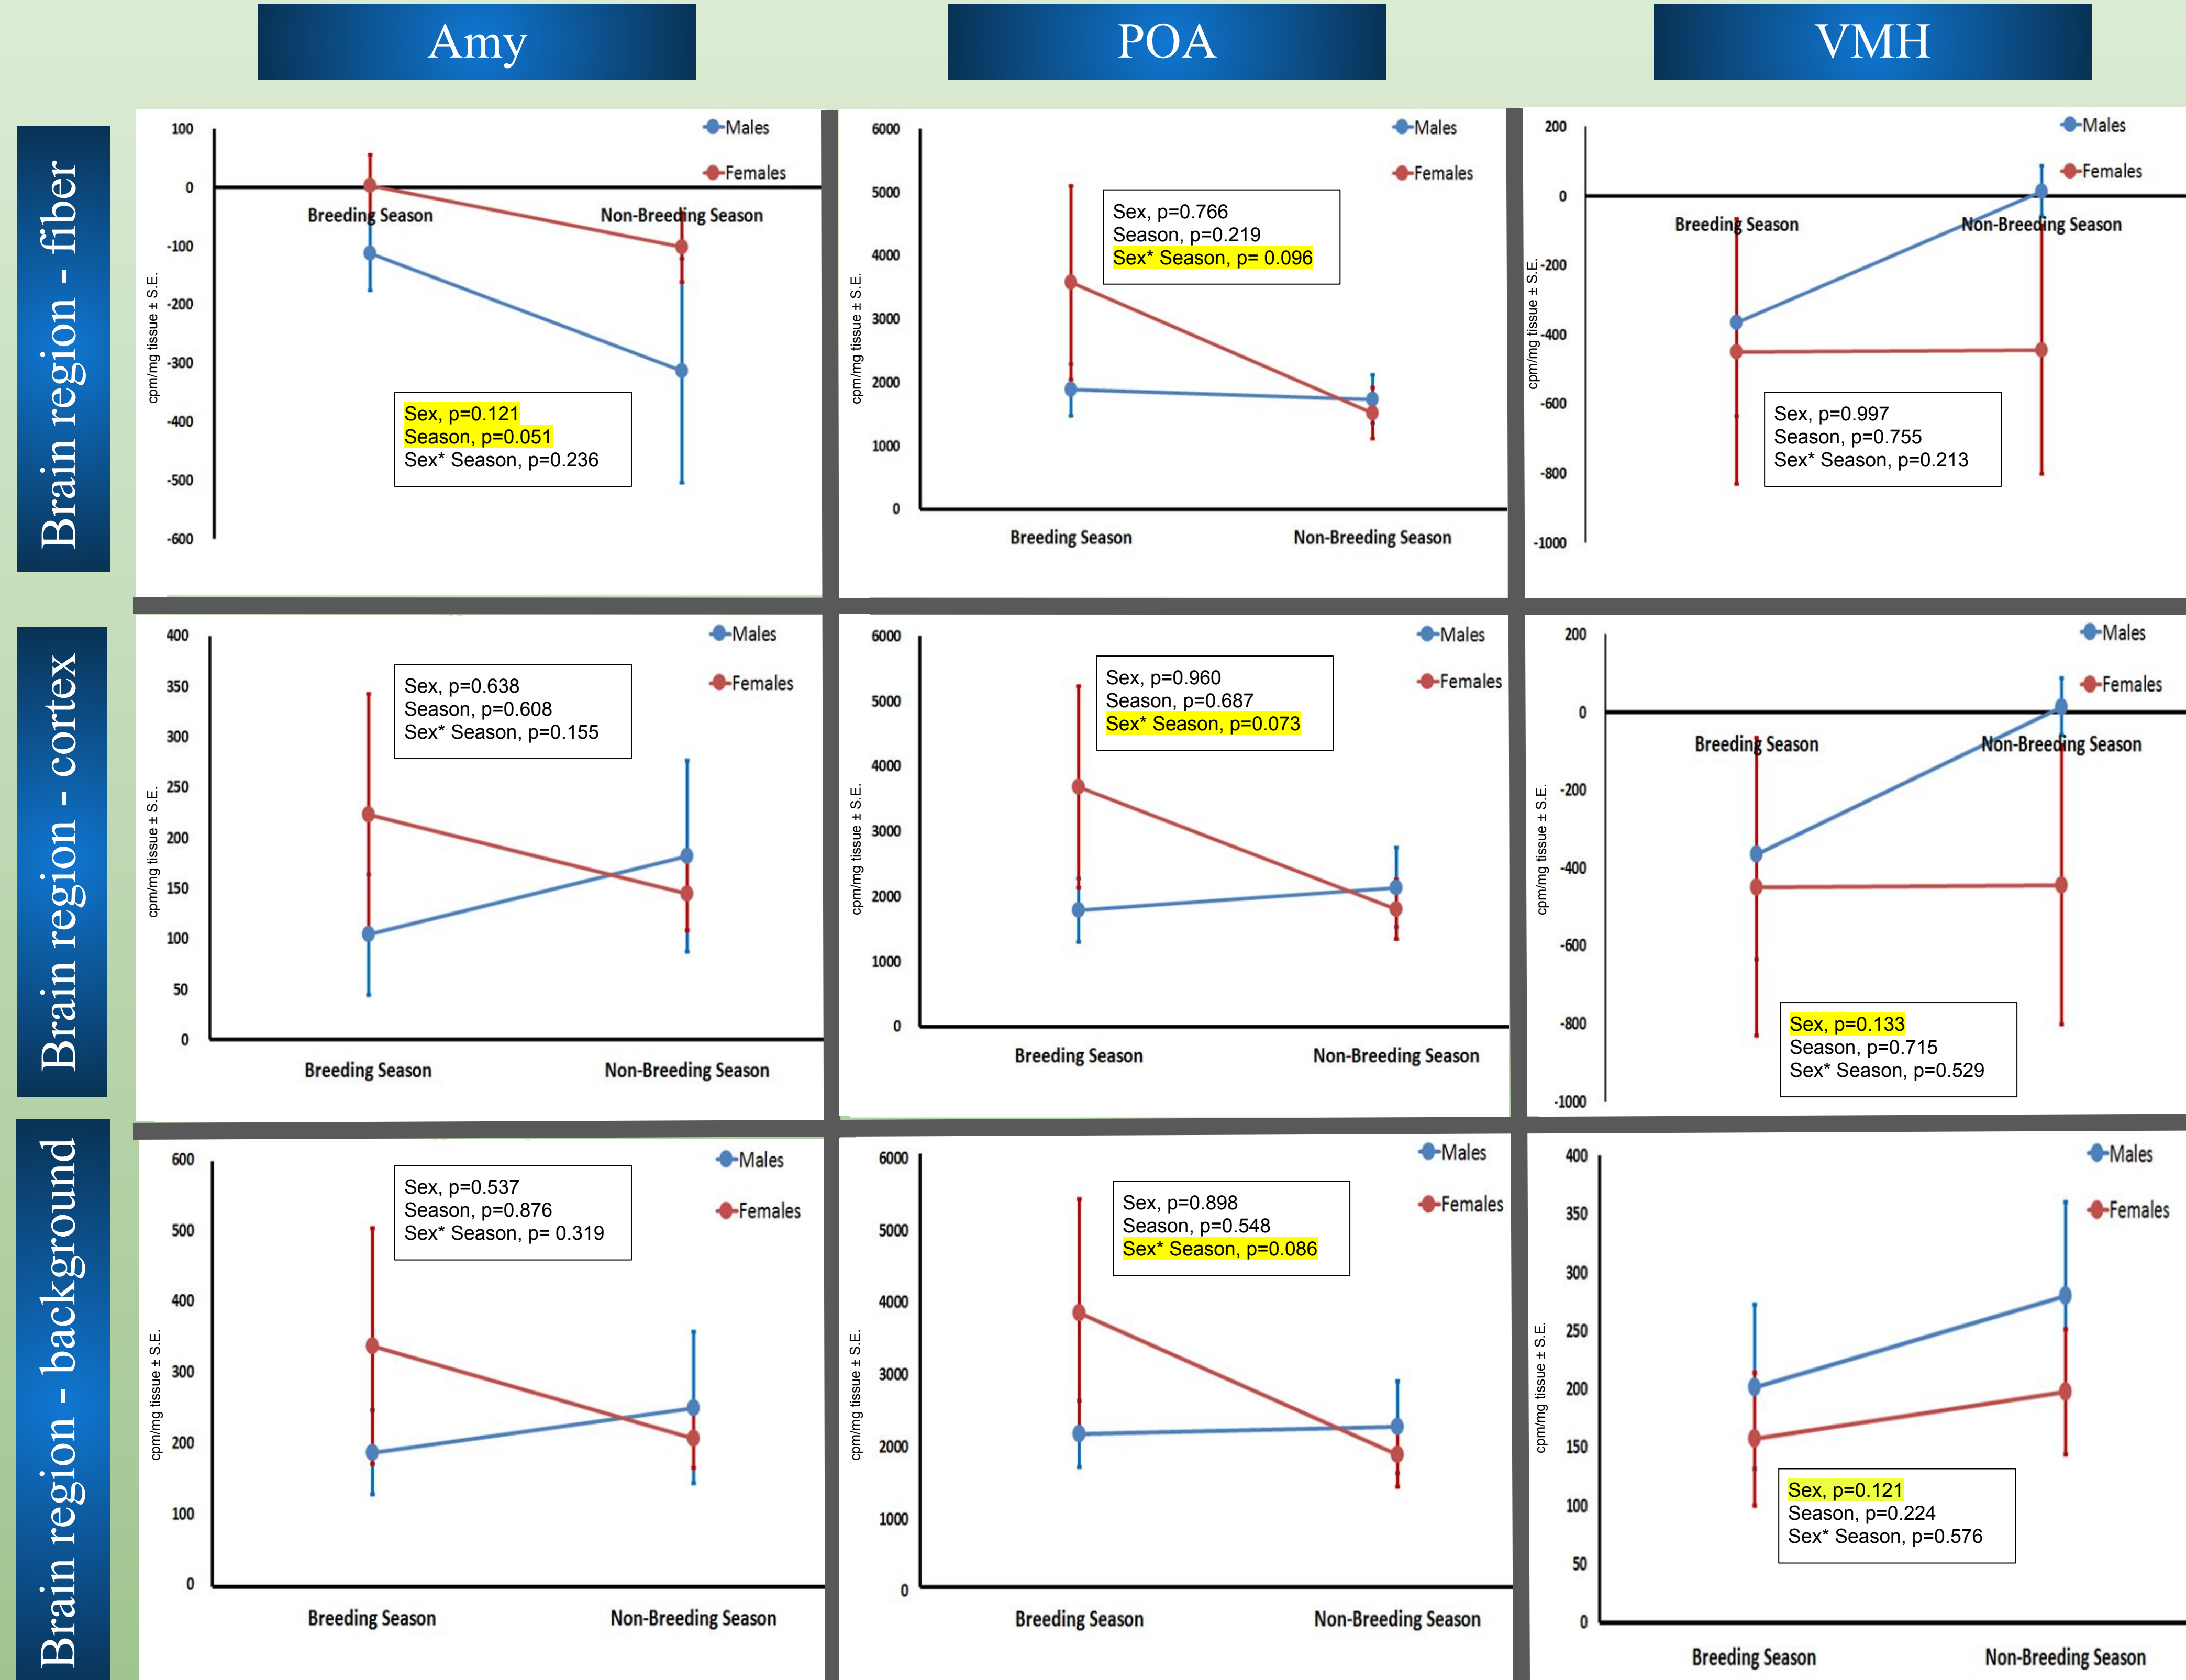 Amy
POA
VMH
Brain region - fiber
100
0
-100
-200
-300
-400
-500
-600
cpm/mg tissue ± S.E.
Males
Females
Breeding Season
Non-Breeding Season
Sex, p=0.121
Season, p=0.051
Sex* Season, p=0.236
6000
5000
4000
3000
2000
1000
0
cpm/mg tissue ± S.E.
Males
Females
Sex, p=0.766
Season, p=0.219
Sex* Season, p= 0.096
Breeding Season
Non-Breeding Season
200
0
-200
-400
-600
-800
-1000
cpm/mg tissue ± S.E.
Males
Females
Breeding Season
Non-Breeding Season
Sex, p=0.997
Season, p=0.755
Sex* Season, p=0.213
Brain region - cortex
400
350
300
250
200
150
100
50
0
cpm/mg tissue ± S.E.
Males
Females
Sex, p=0.638
Season, p=0.608
Sex* Season, p=0.155
Breeding Season
Non-Breeding Season
6000
5000
4000
3000
2000
1000
0
cpm/mg tissue ± S.E.
Males
Females
Sex, p=0.960
Season, p=0.687
Sex* Season, p=0.073
Breeding Season
Non-Breeding Season
200
0
-200
-400
-600
-800
-1000
cpm/mg tissue ± S.E.
Males
Females
Breeding Season
Non-Breeding Season
Sex, p=0.133
Season, p=0.715
Sex* Season, p=0.529
Brain region - background
600
500
400
300
200
100
0
cpm/mg tissue ± S.E.
Males
Females
Sex, p=0.537
Season, p=0.876
Sex* Season, p= 0.319
Breeding Season
Non-Breeding Season
6000
5000
4000
3000
2000
1000
0
cpm/mg tissue ± S.E.
Males
Females
Sex, p=0.898
Season, p=0.548
Sex* Season, p=0.086
Breeding Season
Non-Breeding Season
400
350
300
250
200
150
100
50
0
cpm/mg tissue ± S.E.
Males
Females
Sex, p=0.121
Season, p=0.224
Sex* Season, p=0.576
Breeding Season
Non-Breeding Season